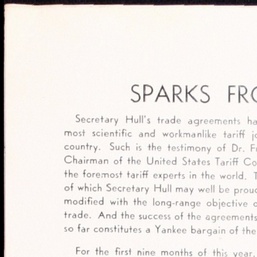 SPARKS FRO
Secretary Hull's trade agreements ha
most scientific and workmanlike tariff jo
country. Such is the testimony of Dr. Fr
Chairman of the United States Tariff Co
the foremost tariff experts in the world. T
of which Secretary Hull may well be proud
modified with the long-range objective o
trade. And the success of the agreements
so far constitutes a Yankee bargain of the
For the first nine months of this year,